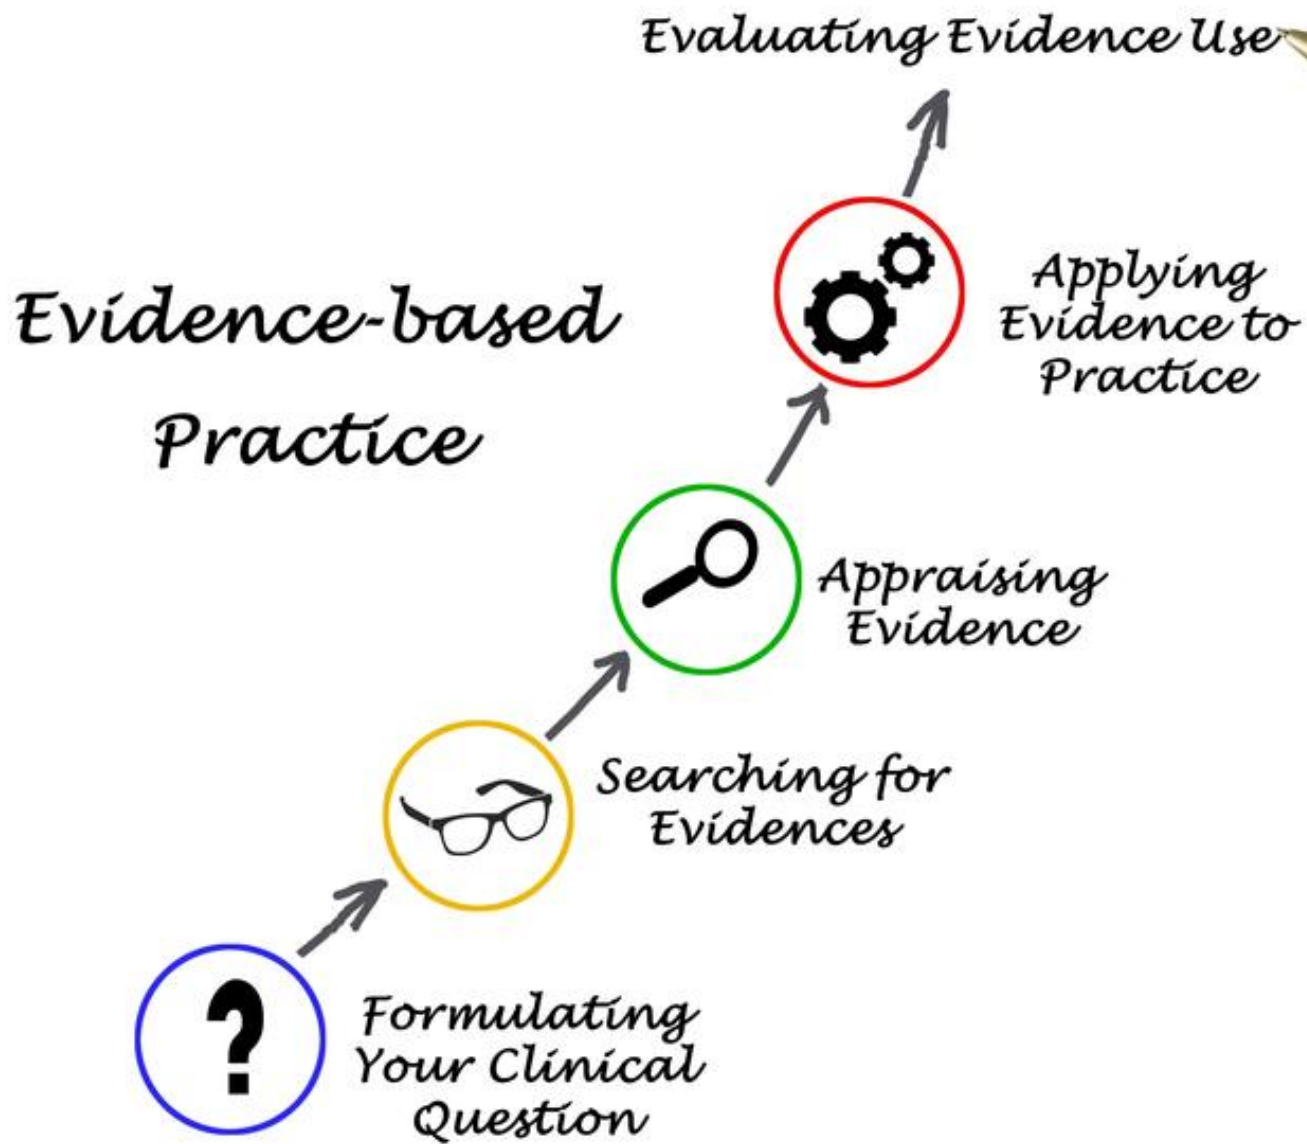 Evaluating Evidence Use
Applying
Evidence to
Practice
Evidence-based
Practice
Appraising
Evidence
Searching for
Evidences
?
Formulating
Your Clinical
Question